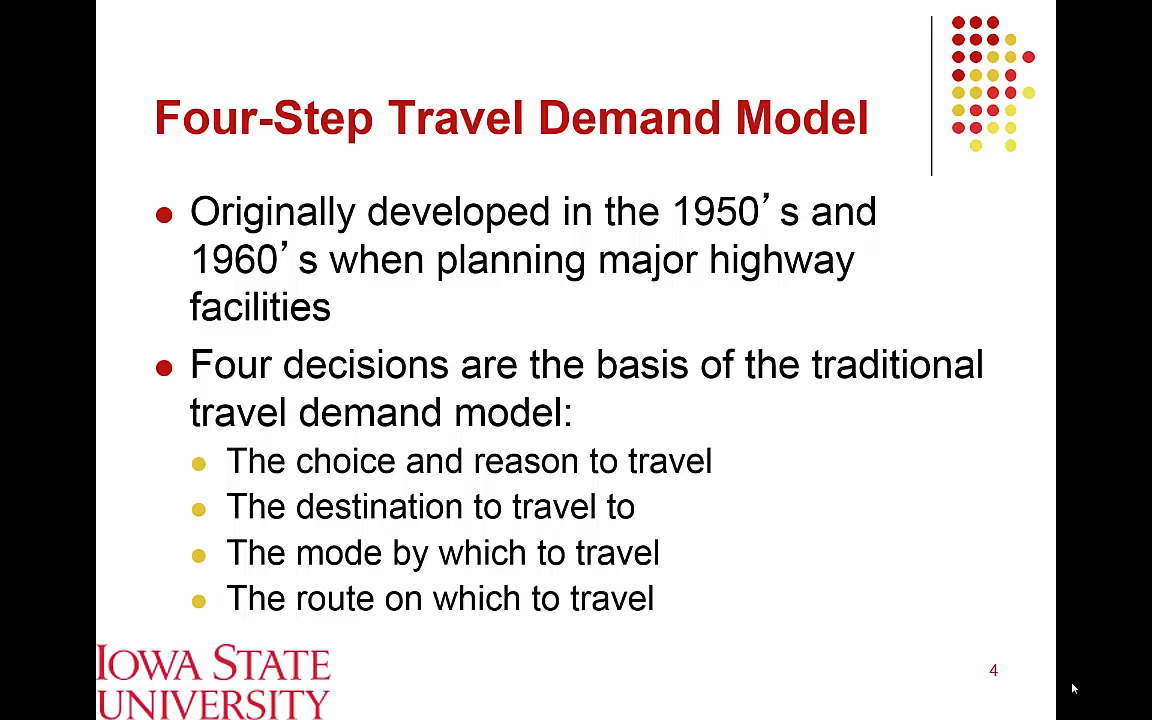 Four-Step Travel Demand Model
Originally developed in the 1950's and
1960's when planning major highway
facilities
Four decisions are the basis of the traditional
travel demand model:
The choice and reason to travel
The destination to travel to
The mode by which to travel
The route on which to travel
IOWA STATE
UNIVERSITY
4